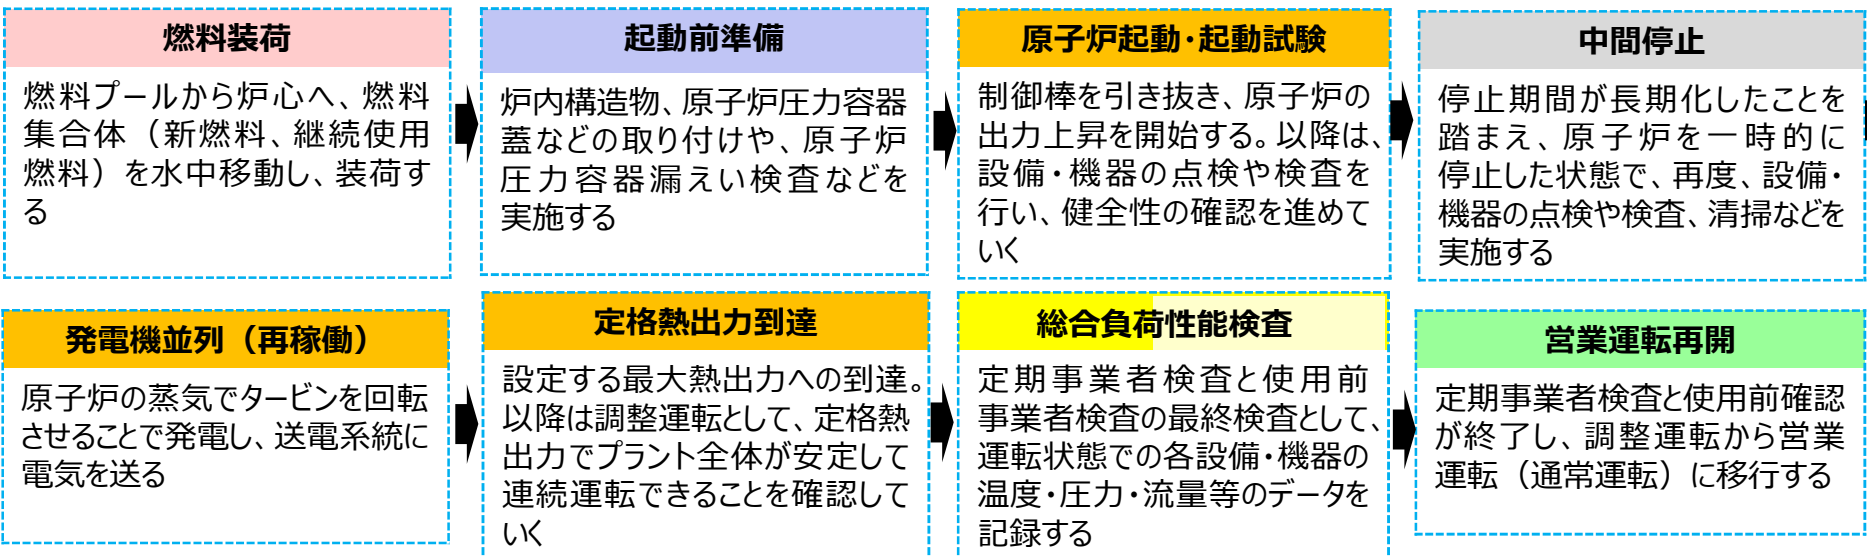 燃料装荷
燃料プールから炉心へ、燃料
集合体（新燃料、継続使用
燃料）を水中移動し、装荷す
る
起動前準備
炉内構造物、原子炉圧力容器
蓋などの取り付けや、原子炉
圧力容器漏えい検査などを
実施する
原子炉起動・起動試験
制御棒を引き抜き、原子炉の
出力上昇を開始する。以降は、
設備・機器の点検や検査を
行い、健全性の確認を進めて
いく
中間停止
停止期間が長期化したことを
踏まえ、原子炉を一時的に
停止した状態で、再度、設備・
機器の点検や検査、清掃などを
実施する
発電機並列（再稼働）
原子炉の蒸気でタービンを回転
させることで発電し、送電系統に
電気を送る
定格熱出力到達
設定する最大熱出力への到達。
以降は調整運転として、定格熱
出力でプラント全体が安定して
連続運転できることを確認して
いく
総合負荷性能検査
定期事業者検査と使用前
事業者検査の最終検査として、
運転状態での各設備・機器の
温度・圧力・流量等のデータを
記録する
営業運転再開
定期事業者検査と使用前確認
が終了し、調整運転から営業
運転（通常運転）に移行する